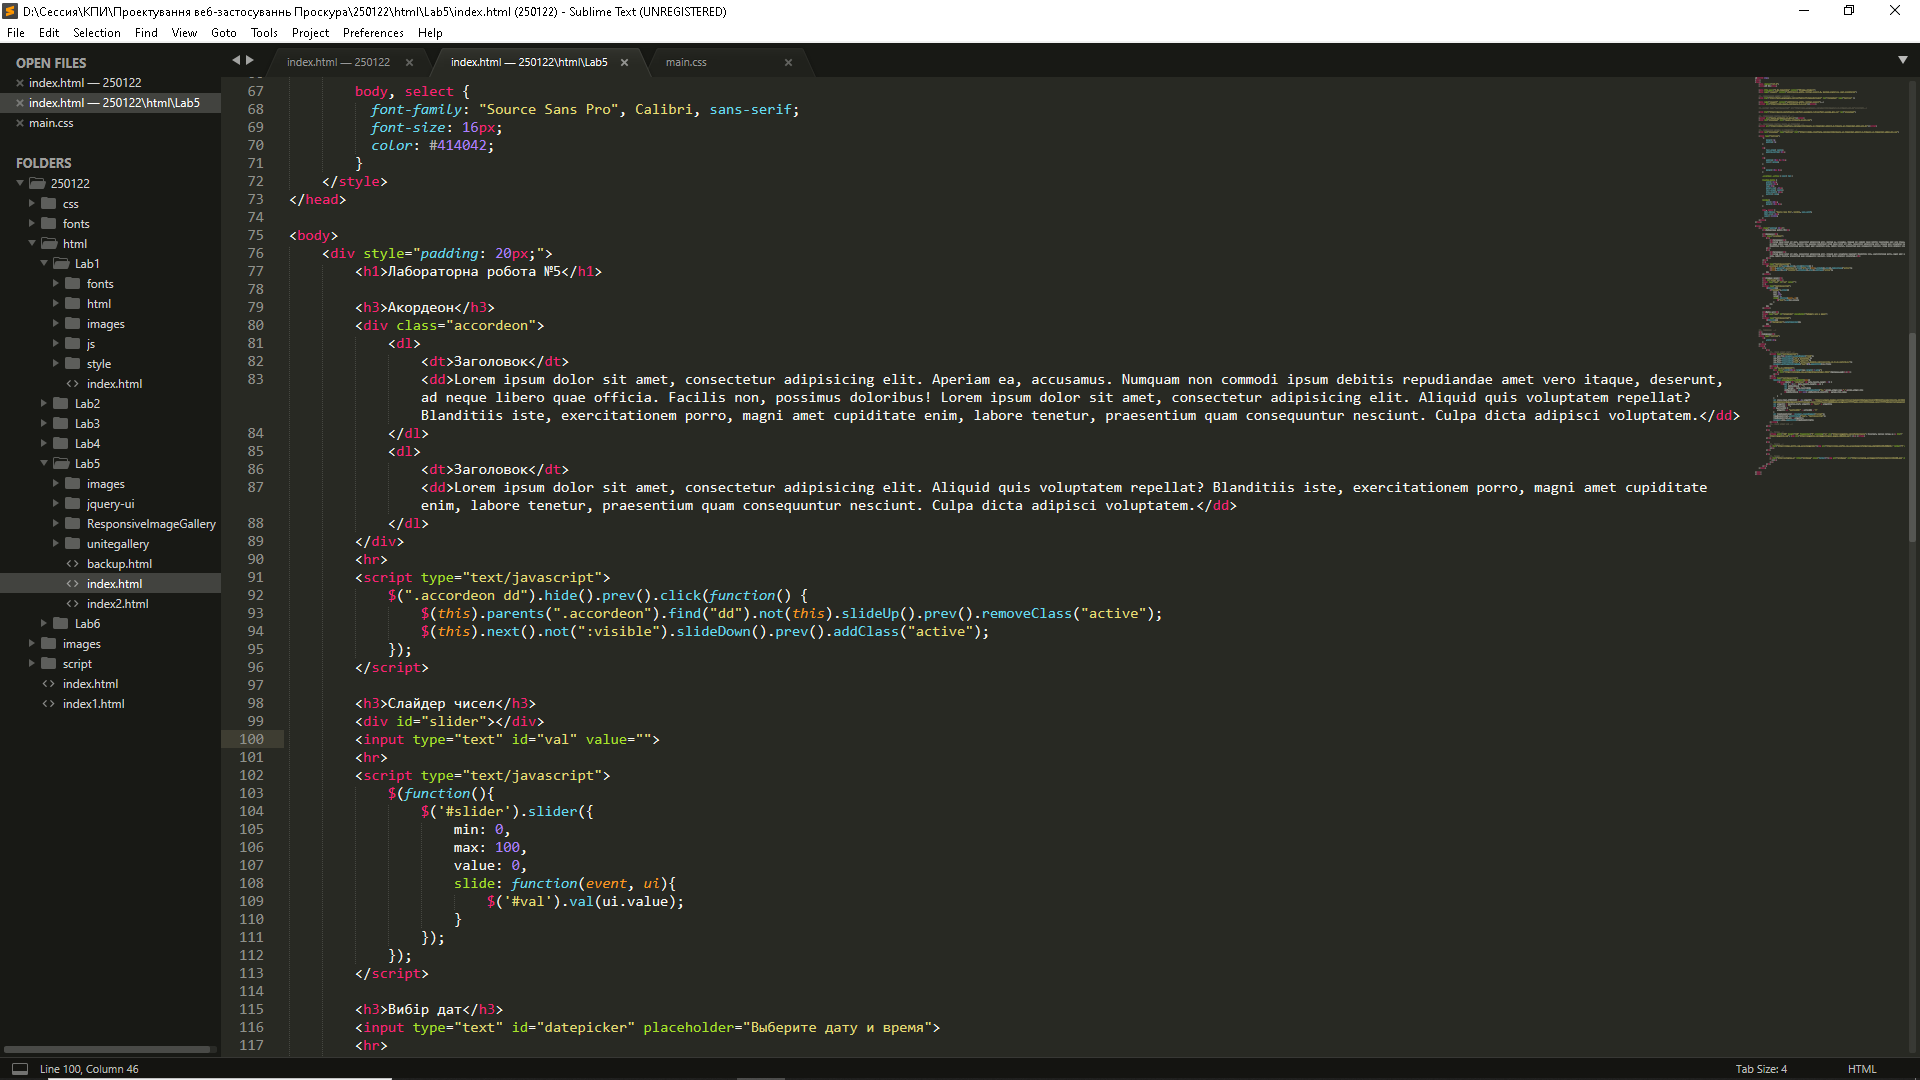 D:\Сессия\КПИ\Проектування веб-застосуваннь Проскура\250122\html\Lab5\index.html (250122) - Sublime Text (UNREGISTERED)
File Edit Selection Find View Goto Tools Project Preferences Help
OPEN FILES
index.html — 250122
index.html — 250122\html\Lab5
main.css
FOLDERS
250122
css
fonts
html
Lab1
fonts
html
images
js
style
index.html
Lab2
Lab3
Lab4
Lab5
images
jquery-ui
ResponsiveImageGallery
unitegallery
backup.html
index.html
index2.html
Lab6
images
script
index.html
index1.html
index.html — 250122
index.html — 250122\html\Lab5
main.css
67 body, select {
68 font-family: "Source Sans Pro", Calibri, sans-serif;
69 font-size: 16px;
70 color: #414042;
71 }
72 </style>
73 </head>
74
75 <body>
76 <div style="padding: 20px;">
77 <h1>Лабораторна робота №5</h1>
78
79 <h3>Акордеон</h3>
80 <div class="accordeon">
81 <dl>
82 <dt>Заголовок</dt>
83 <dd>Lorem ipsum dolor sit amet, consectetur adipisicing elit. Aperiam ea, accusamus. Numquam non commodi ipsum debitis repudiandae amet vero itaque, deserunt,
ad neque libero quae officia. Facilis non, possimus doloribus! Lorem ipsum dolor sit amet, consectetur adipisicing elit. Aliquid quis voluptatem repellat?
Blanditiis iste, exercitationem porro, magni amet cupiditate enim, labore tenetur, praesentium quam consequuntur nesciunt. Culpa dicta adipisci voluptatem.</dd>
84 </dl>
85 <dl>
86 <dt>Заголовок</dt>
87 <dd>Lorem ipsum dolor sit amet, consectetur adipisicing elit. Aliquid quis voluptatem repellat? Blanditiis iste, exercitationem porro, magni amet cupiditate
enim, labore tenetur, praesentium quam consequuntur nesciunt. Culpa dicta adipisci voluptatem.</dd>
88 </dl>
89 </div>
90 <hr>
91 <script type="text/javascript">
92 $(".accordeon dd").hide().prev().click(function() {
93 $(this).parents(".accordeon").find("dd").not(this).slideUp().prev().removeClass("active");
94 $(this).next().not(":visible").slideDown().prev().addClass("active");
95 });
96 </script>
97
98 <h3>Слайдер чисел</h3>
99 <div id="slider"></div>
100 <input type="text" id="val" value="">
101 <hr>
102 <script type="text/javascript">
103 $(function(){
104 $('#slider').slider({
105 min: 0,
106 max: 100,
107 value: 0,
108 slide: function(event, ui){
109 $('#val').val(ui.value);
110 }
111 });
112 });
113 </script>
114
115 <h3>Вибір дат</h3>
116 <input type="text" id="datepicker" placeholder="Выберите дату и время">
117 <hr>
Line 100, Column 46
Tab Size: 4
HTML